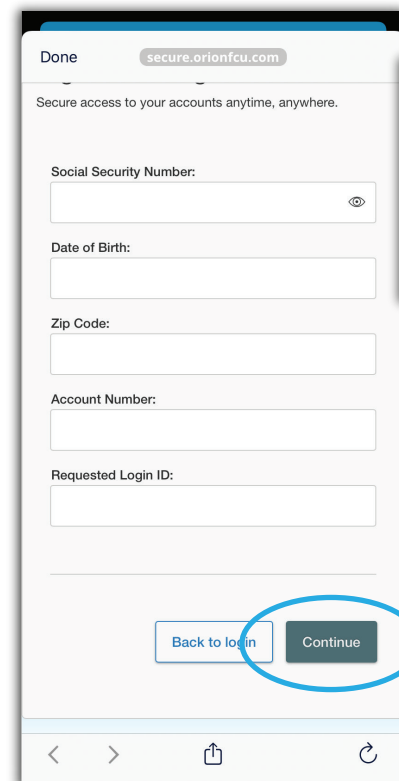 Done
secure.orionfcu.com
Secure access to your accounts anytime, anywhere.
Social Security Number:
Date of Birth:
Zip Code:
Account Number:
Requested Login ID:
Back to login
Continue